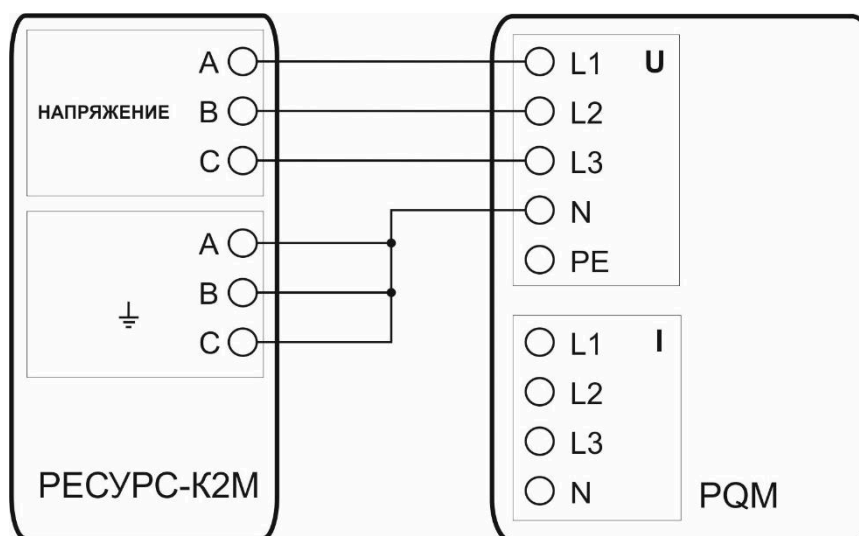 A
B
C
НАПРЯЖЕНИЕ
A
B
C
РЕСУРС-К2М
L1 U
L2
L3
N
PE
L1 I
L2
L3
N
PQM